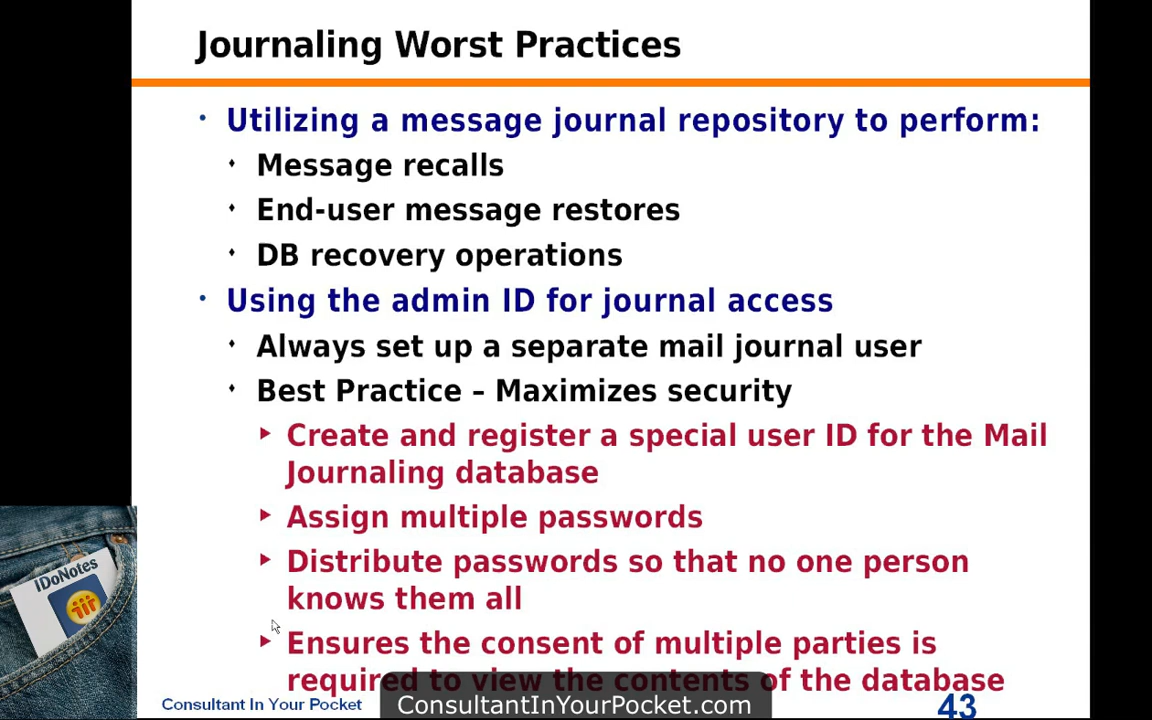 Journaling Worst Practices
• Utilizing a message journal repository to perform:
♦ Message recalls
♦ End-user message restores
♦ DB recovery operations
• Using the admin ID for journal access
♦ Always set up a separate mail journal user
♦ Best Practice – Maximizes security
► Create and register a special user ID for the Mail
Journaling database
► Assign multiple passwords
► Distribute passwords so that no one person
knows them all
► Ensures the consent of multiple parties is
required to view the contents of the database
IDoNotes
Consultant In Your Pocket
ConsultantInYourPocket.com
43